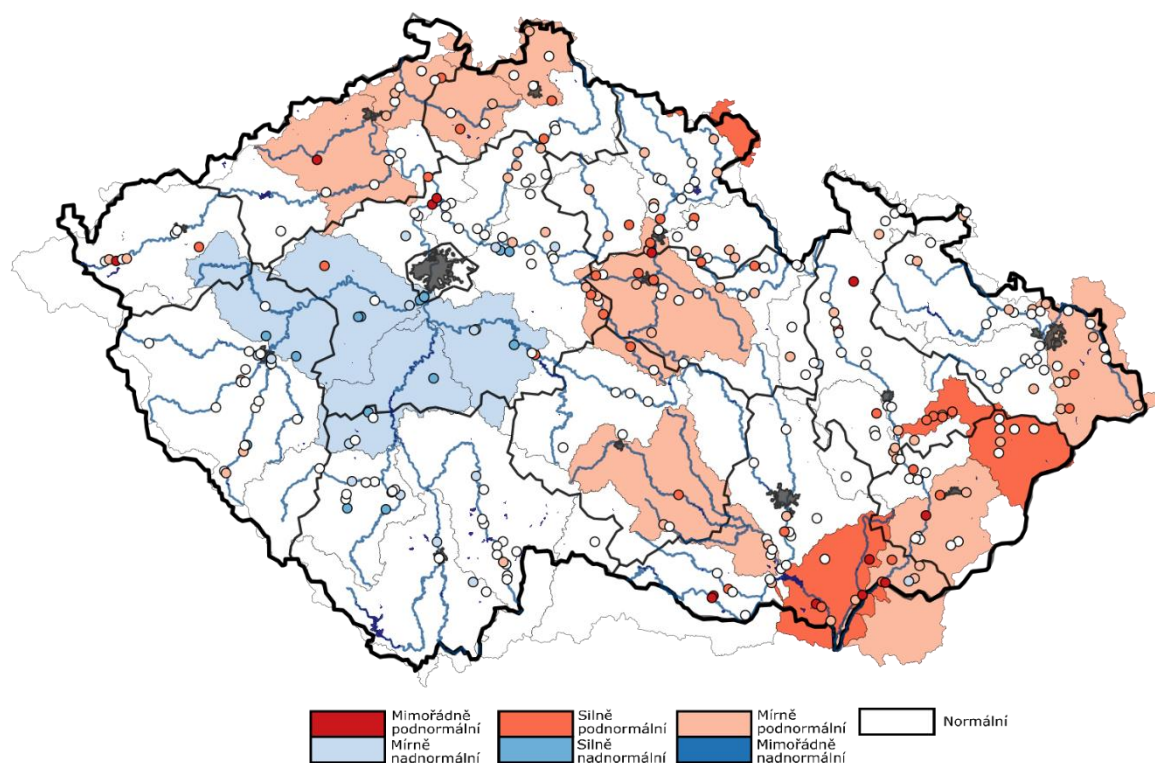 Mimořádně
podnormální
Silně
podnormální
Mírně
podnormální
Normální
Mírně
nadnormální
Silně
nadnormální
Mimořádně
nadnormální